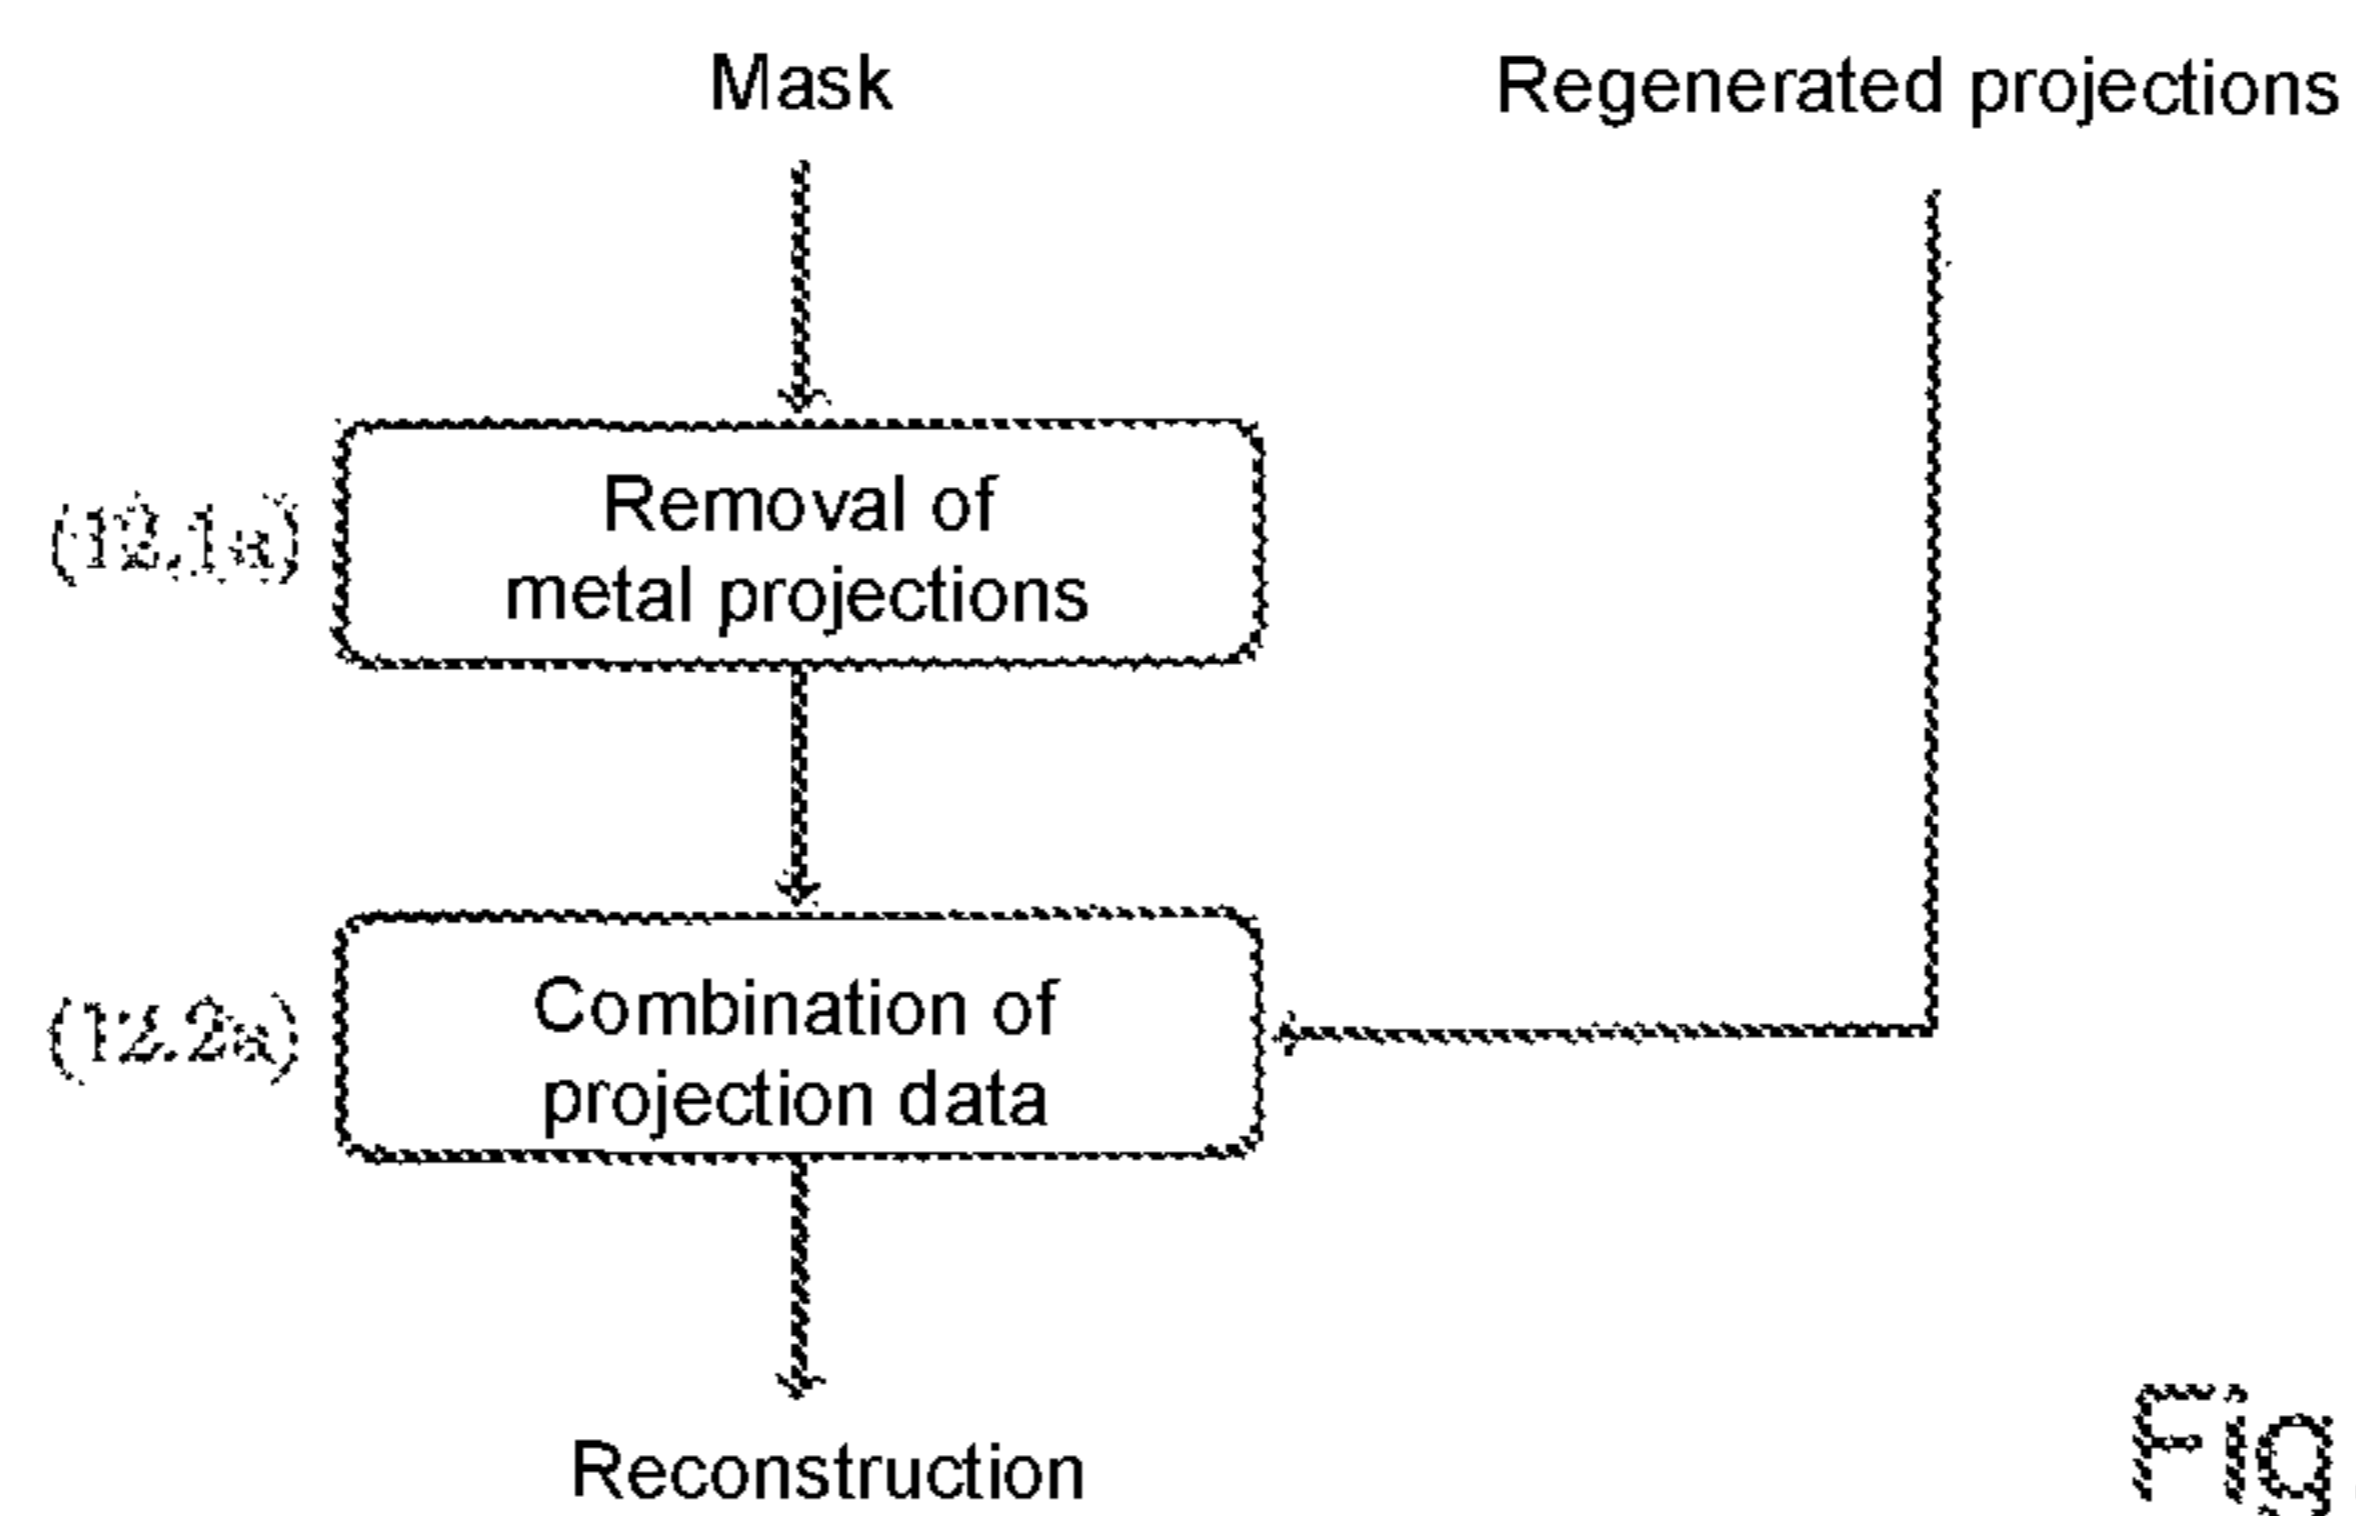 Mask
Regenerated projections
(12.1a)
Removal of
metal projections
(12.2a)
Combination of
projection data
Reconstruction
Fig